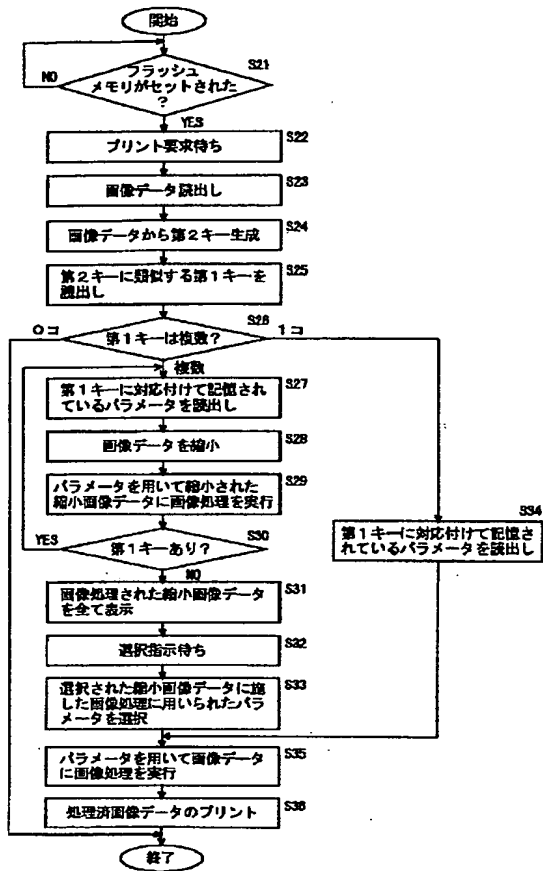 開始
フラッシュ
メモリがセットされた
?
S21
NO
YES
プリント要求待ち
S22
画像データ読出し
S23
画像データから第2キー生成
S24
第2キーに類似する第1キーを
読出し
S25
第1キーは複数?
S26
0コ
1コ
複数
第1キーに対応付けて記憶され
ているパラメータを読出し
S27
画像データを縮小
S28
パラメータを用いて縮小された
縮小画像データに画像処理を実行
S29
第1キーあり?
S30
YES
NO
第1キーに対応付けて記憶さ
れているパラメータを読出し
S34
画像処理された縮小画像データ
を全て表示
S31
選択指示待ち
S32
選択された縮小画像データに施
した画像処理に用いられたパラ
メータを選択
S33
パラメータを用いて画像データ
に画像処理を実行
S35
処理済画像データのプリント
S36
終了